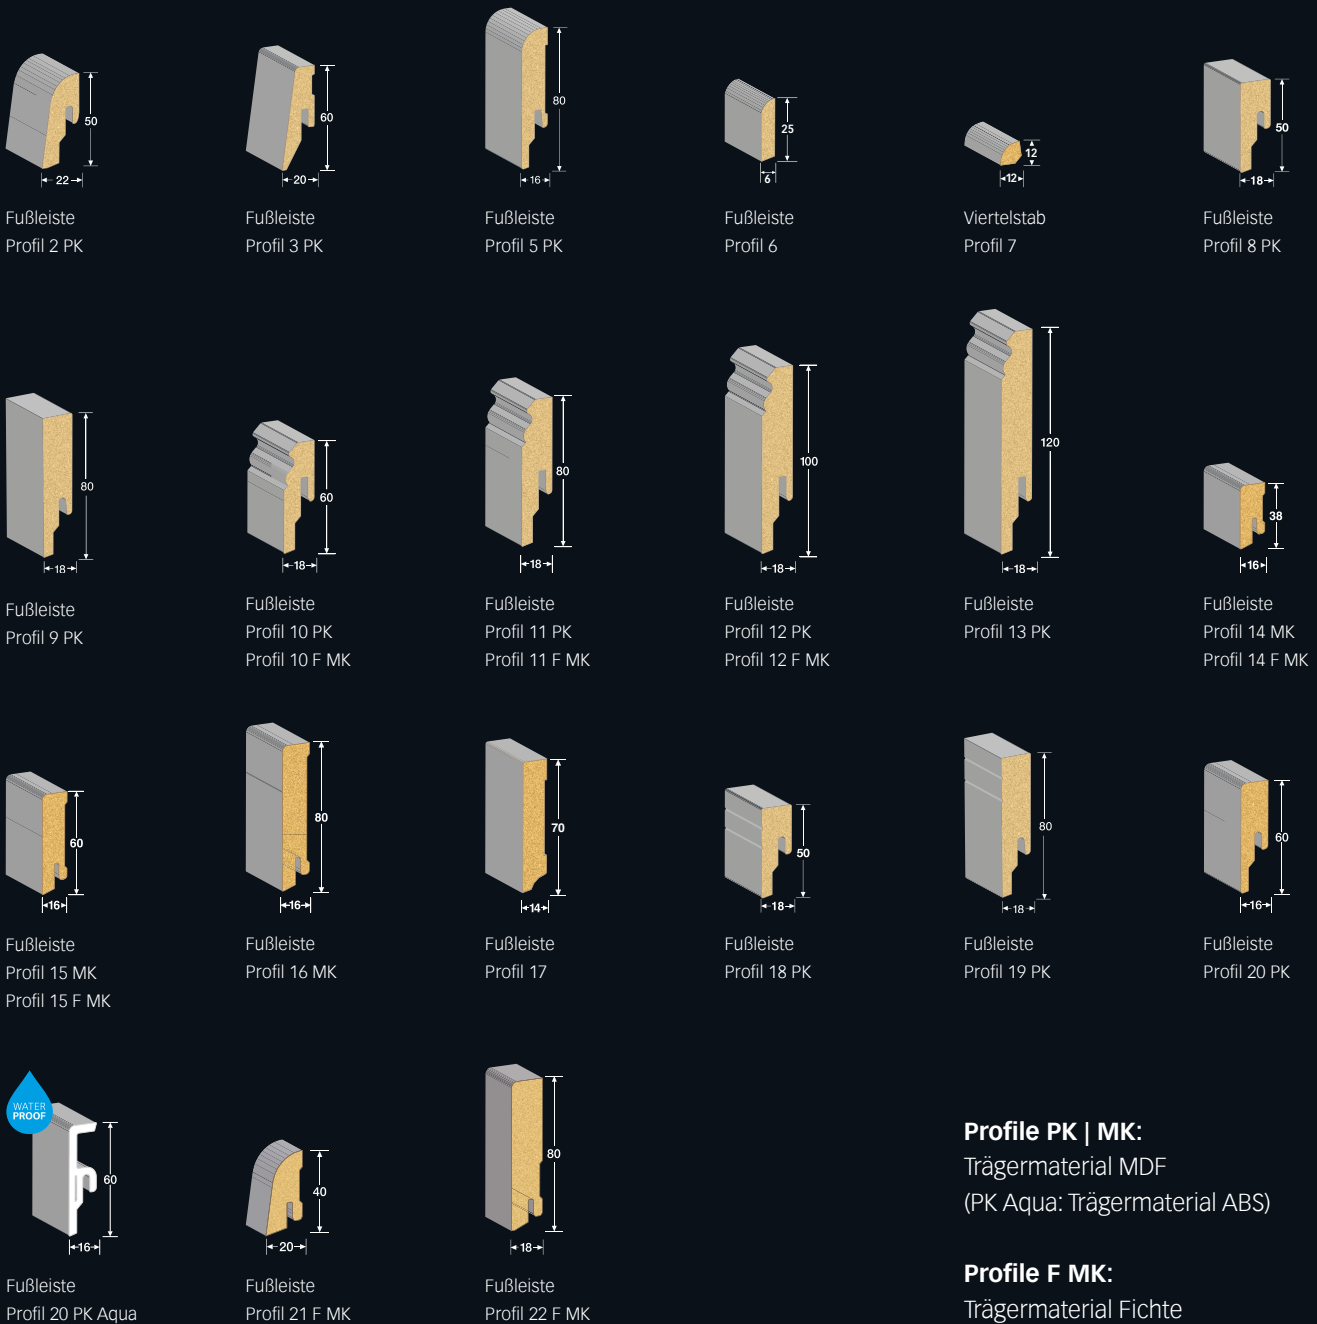 50
22
Fußleiste
Profil 2 PK
60
20
Fußleiste
Profil 3 PK
80
16
Fußleiste
Profil 5 PK
25
6
Fußleiste
Profil 6
12
12
Viertelstab
Profil 7
50
18
Fußleiste
Profil 8 PK
80
18
Fußleiste
Profil 9 PK
60
18
Fußleiste
Profil 10 PK
Profil 10 F MK
80
18
Fußleiste
Profil 11 PK
Profil 11 F MK
100
18
Fußleiste
Profil 12 PK
Profil 12 F MK
120
18
Fußleiste
Profil 13 PK
38
16
Fußleiste
Profil 14 MK
Profil 14 F MK
60
16
Fußleiste
Profil 15 MK
Profil 15 F MK
80
16
Fußleiste
Profil 16 MK
70
14
Fußleiste
Profil 17
50
18
Fußleiste
Profil 18 PK
80
18
Fußleiste
Profil 19 PK
60
16
Fußleiste
Profil 20 PK
WATER
PROOF
60
16
Fußleiste
Profil 20 PK Aqua
40
20
Fußleiste
Profil 21 F MK
80
18
Fußleiste
Profil 22 F MK
Profile PK | MK:
Trägermaterial MDF
(PK Aqua: Trägermaterial ABS)
Profile F MK:
Trägermaterial Fichte